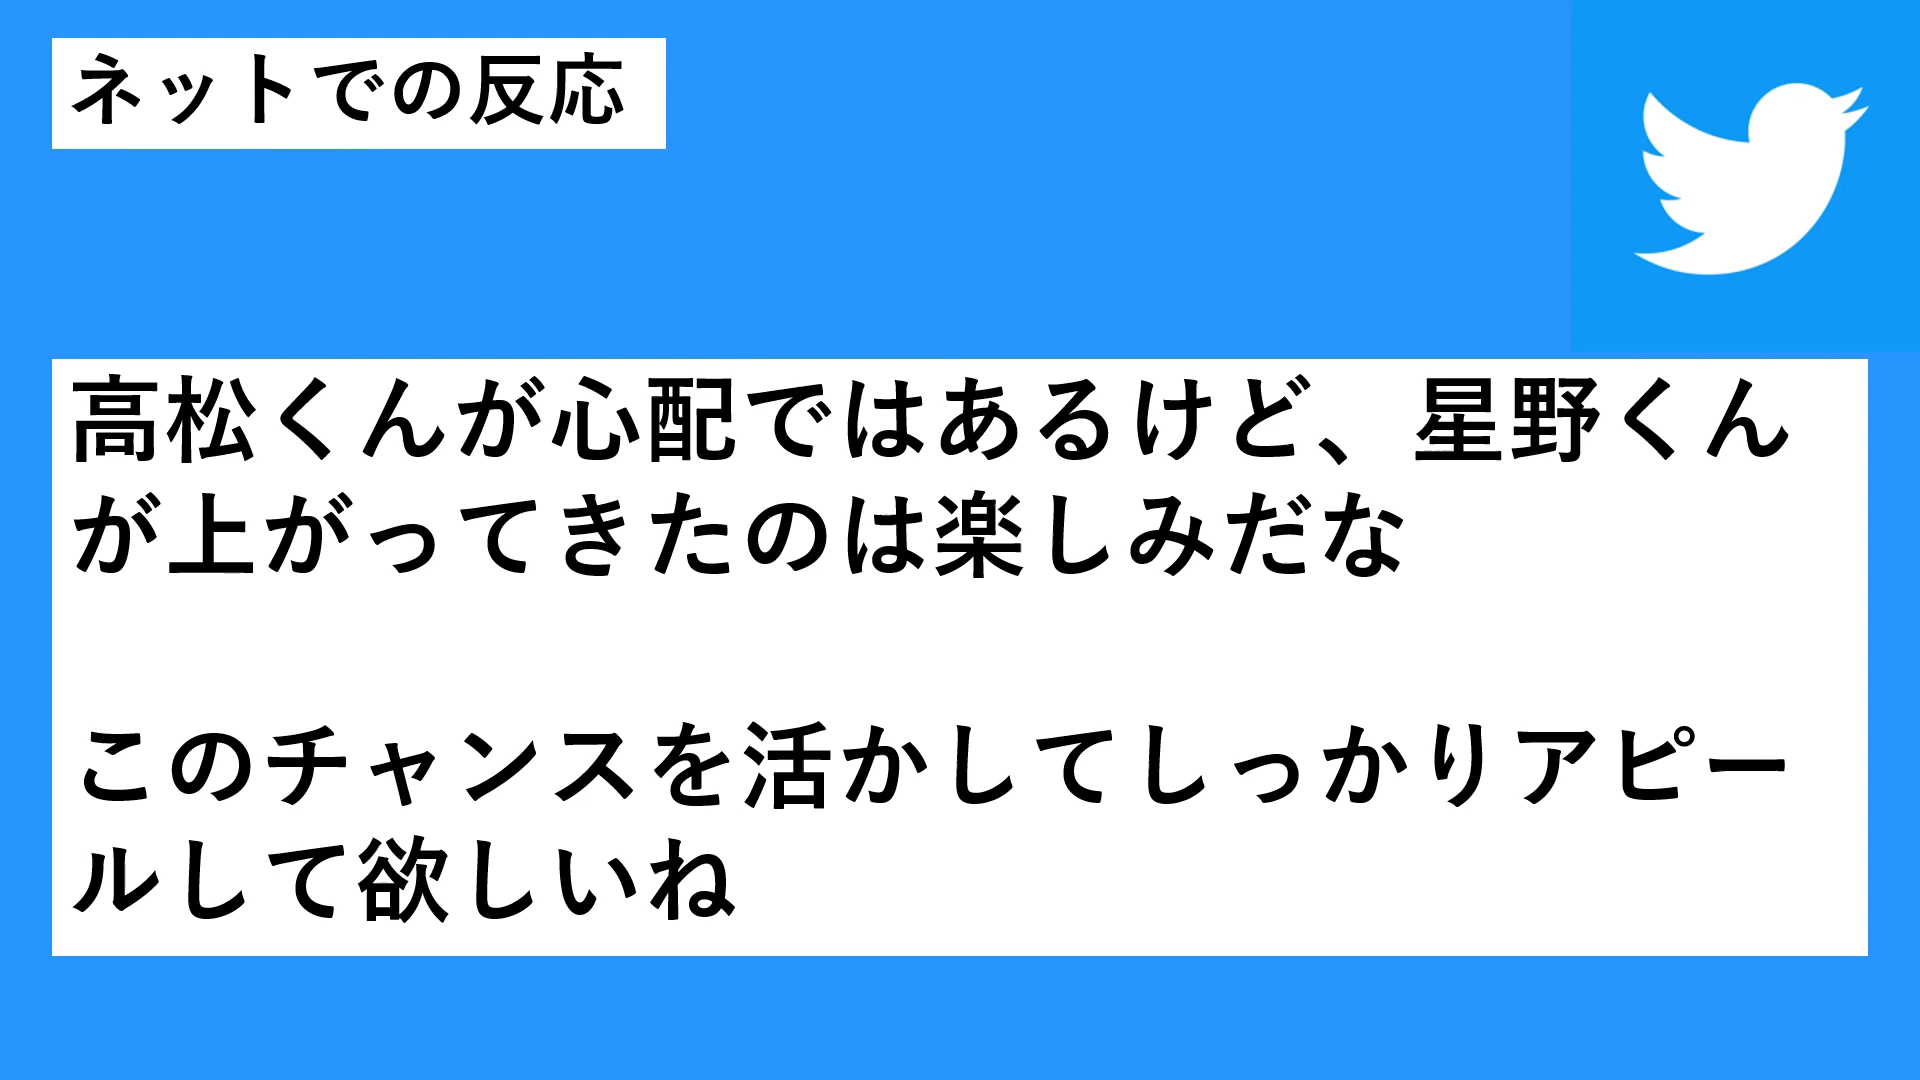 ネットでの反応
高松くんが心配ではあるけど、星野くん
が上がってきたのは楽しみだな
このチャンスを活かしてしっかりアピー
ルして欲しいね